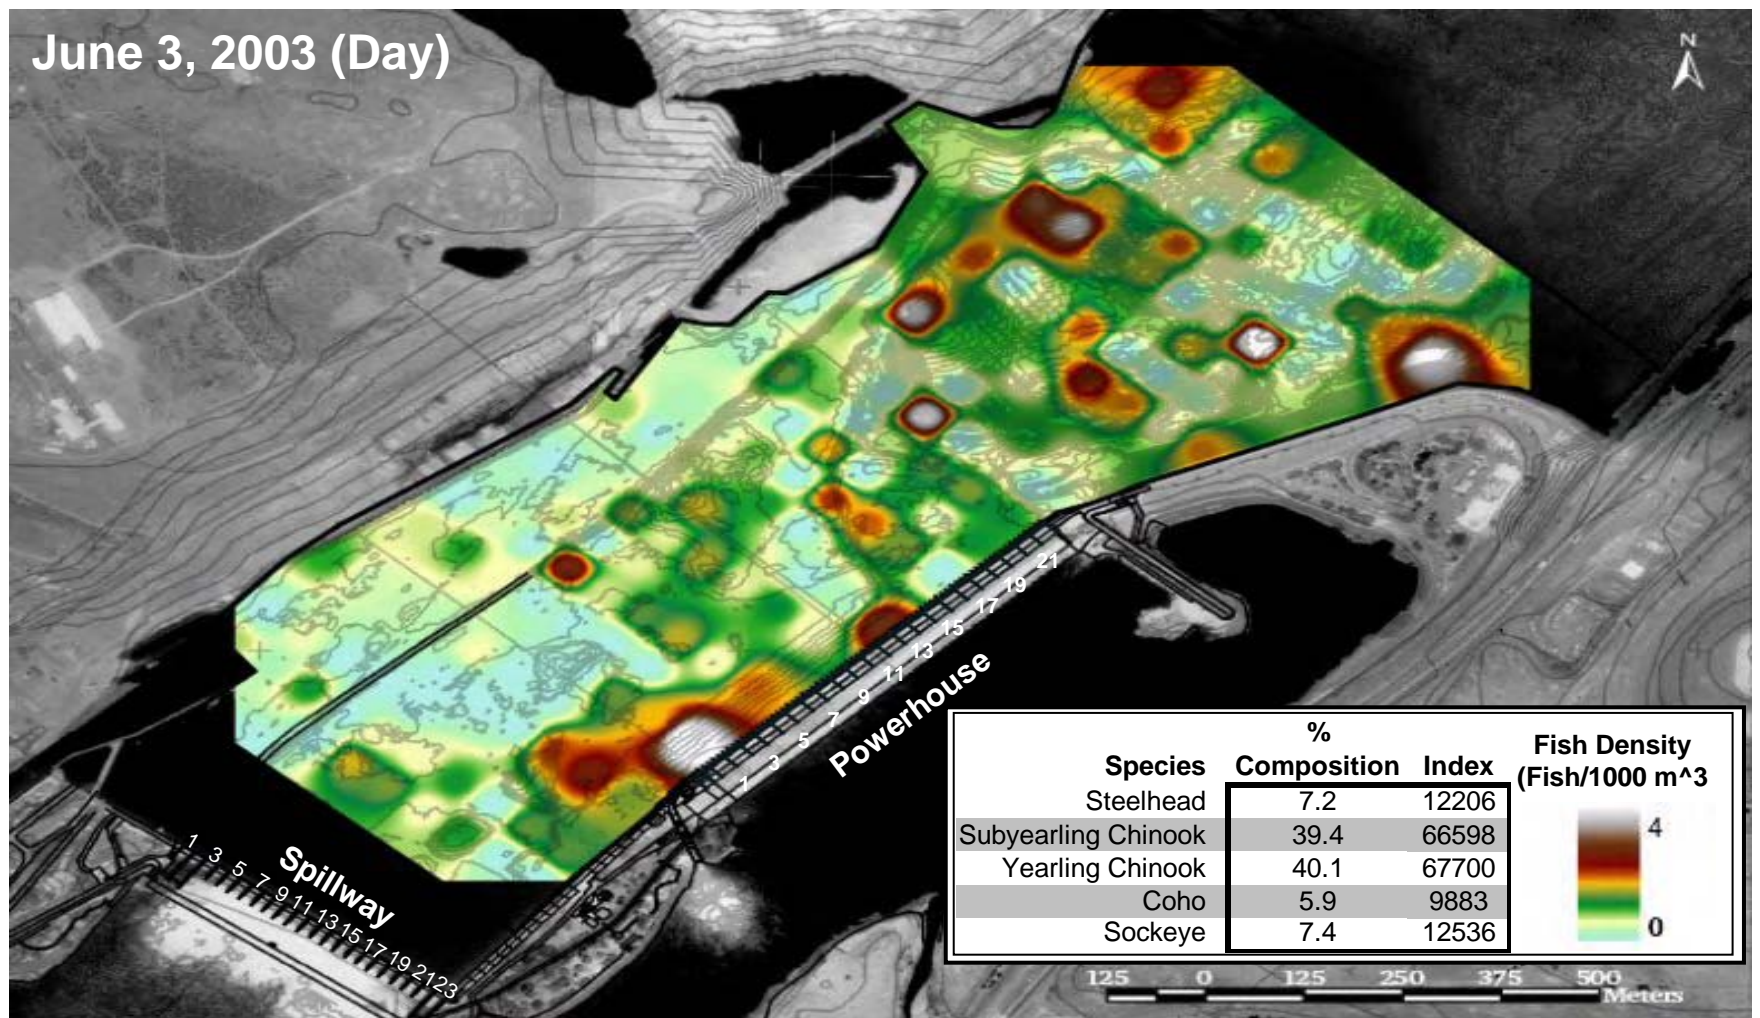 June 3, 2003 (Day)
N
21
19
17
15
13
11
9
7
5
3
1
Powerhouse
Spillway
1 3 5 7 9 11 13 15 17 19 21 23
Species % Composition Index
Steelhead 7.2 12206
Subyearling Chinook 39.4 66598
Yearling Chinook 40.1 67700
Coho 5.9 9883
Sockeye 7.4 12536
Fish Density
(Fish/1000 m^3
4
0
125 0 125 250 375 500
Meters